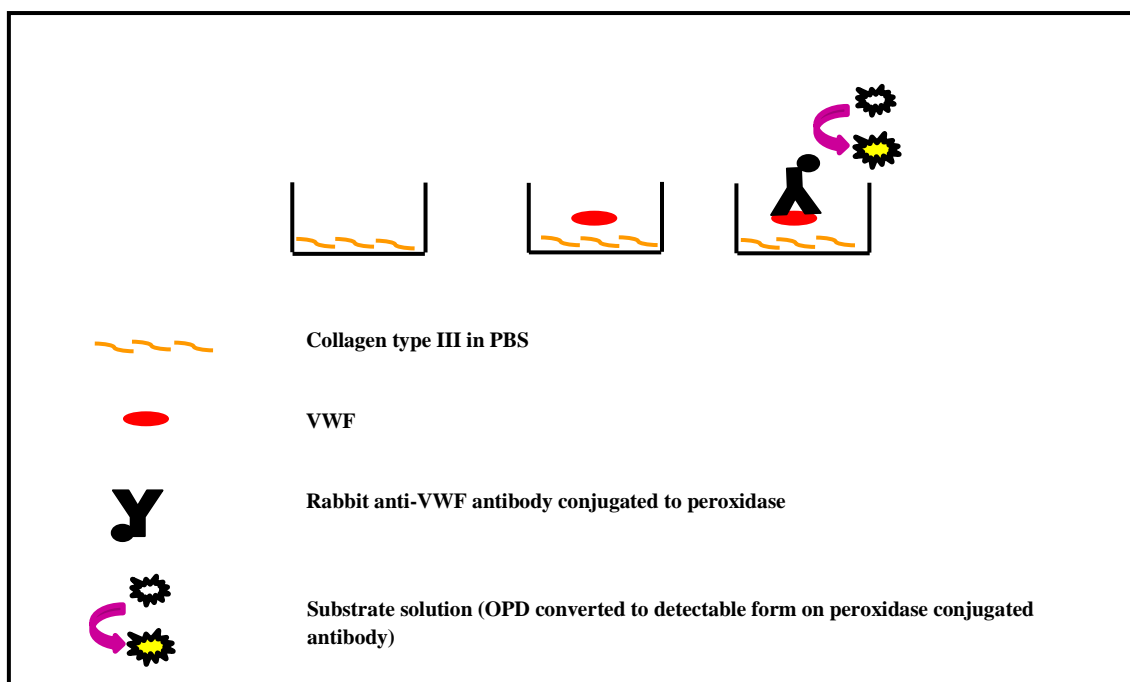 Collagen type III in PBS
VWF
Rabbit anti-VWF antibody conjugated to peroxidase
Substrate solution (OPD converted to detectable form on peroxidase conjugated
antibody)